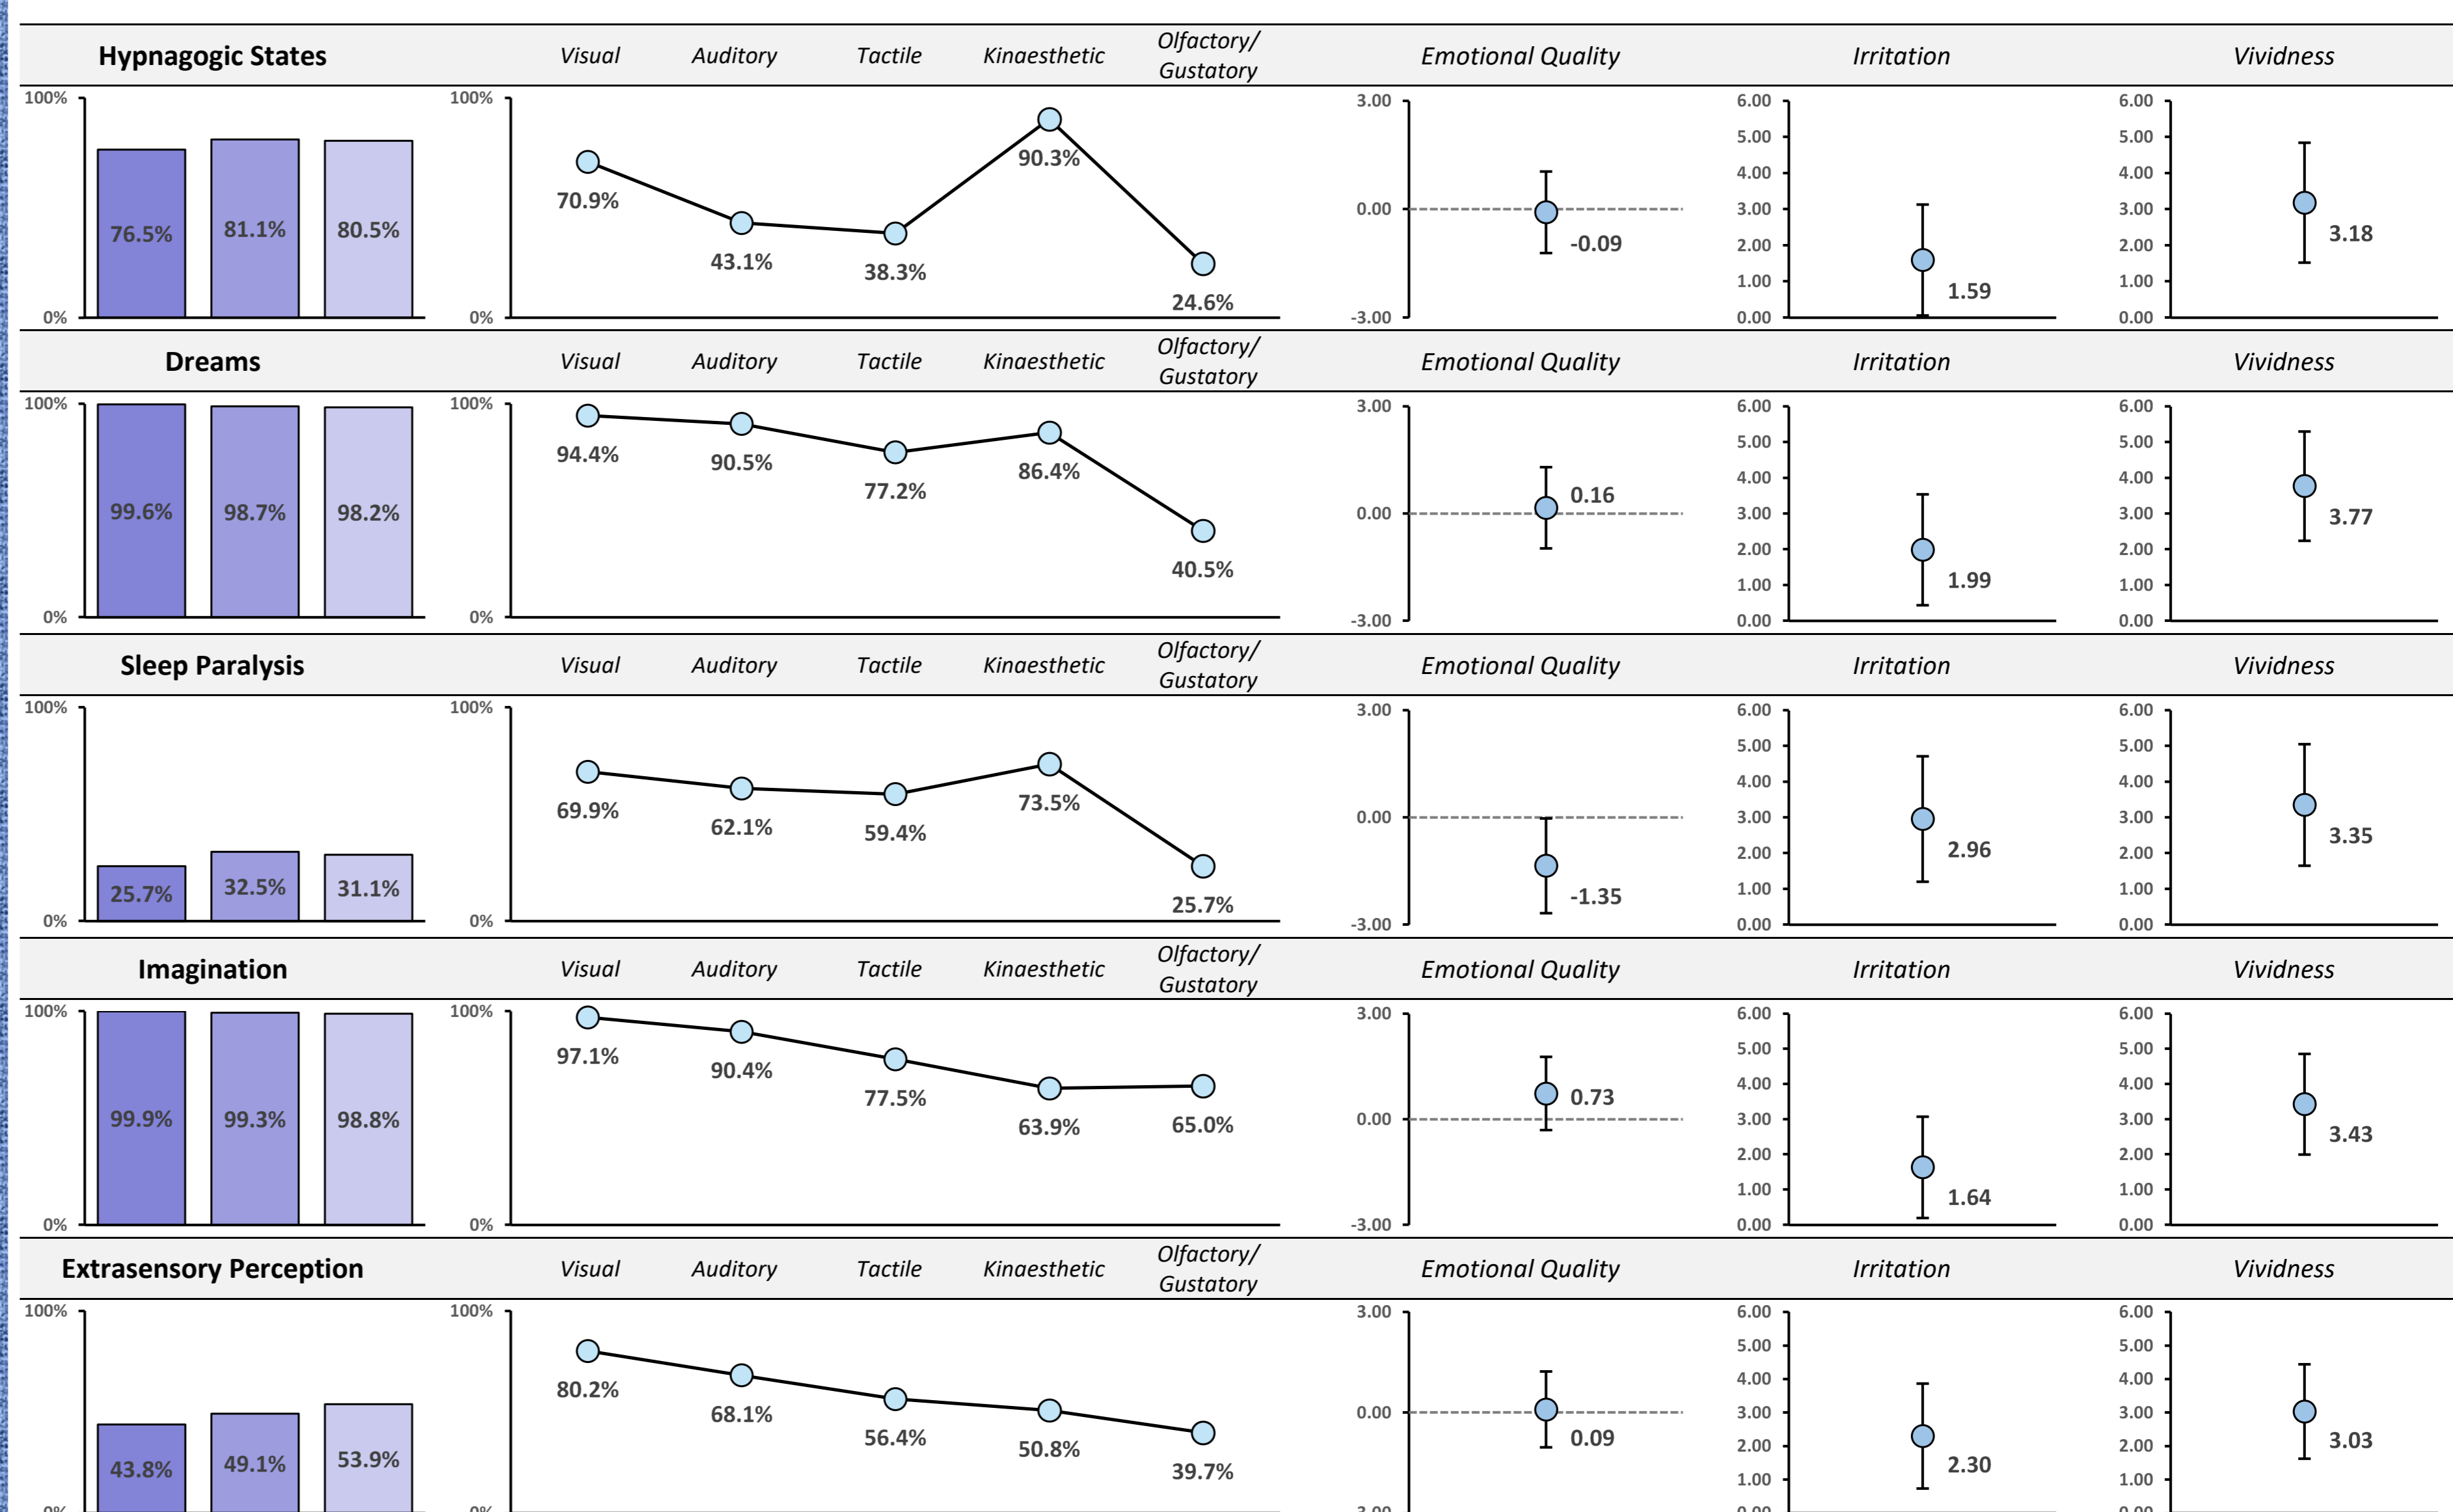 Hypnagogic States Visual Auditory Tactile Kinaesthetic Olfactory/ Gustatory Emotional Quality Irritation Vividness
100% 100% 3.00 6.00 6.00
5.00 5.00
90.3% 4.00 4.00
70.9% 0.00 3.00 3.00
76.5% 81.1% 80.5% -0.09 2.00 2.00 3.18
43.1% 38.3% 1.00 1.59 1.00
24.6%
0% 0% -3.00 0.00 0.00
Dreams Visual Auditory Tactile Kinaesthetic Olfactory/ Gustatory Emotional Quality Irritation Vividness
100% 100% 3.00 6.00 6.00
5.00 5.00
94.4% 90.5% 77.2% 86.4% 0.16 4.00 4.00
99.6% 98.7% 98.2% 0.00 3.00 3.00 3.77
40.5% 2.00 2.00
1.00 1.99 1.00
0% 0% -3.00 0.00 0.00
Sleep Paralysis Visual Auditory Tactile Kinaesthetic Olfactory/ Gustatory Emotional Quality Irritation Vividness
100% 100% 3.00 6.00 6.00
5.00 5.00
69.9% 73.5% 4.00 4.00
62.1% 59.4% 0.00 3.00 3.00 3.35
2.00 2.96 2.00
25.7% 32.5% 31.1% 25.7% -1.35 1.00 1.00
0% 0% -3.00 0.00 0.00
Imagination Visual Auditory Tactile Kinaesthetic Olfactory/ Gustatory Emotional Quality Irritation Vividness
100% 100% 3.00 6.00 6.00
97.1% 90.4% 5.00 5.00
77.5% 0.73 4.00 4.00
99.9% 99.3% 98.8% 63.9% 65.0% 0.00 3.00 3.00 3.43
2.00 2.00
1.00 1.64 1.00
0% 0% -3.00 0.00 0.00
Extrasensory Perception Visual Auditory Tactile Kinaesthetic Olfactory/ Gustatory Emotional Quality Irritation Vividness
100% 100% 3.00 6.00 6.00
5.00 5.00
80.2% 4.00 4.00
68.1% 0.00 3.00 3.00
56.4% 50.8% 0.09 2.00 2.00 3.03
43.8% 49.1% 53.9% 39.7% 1.00 2.30 1.00